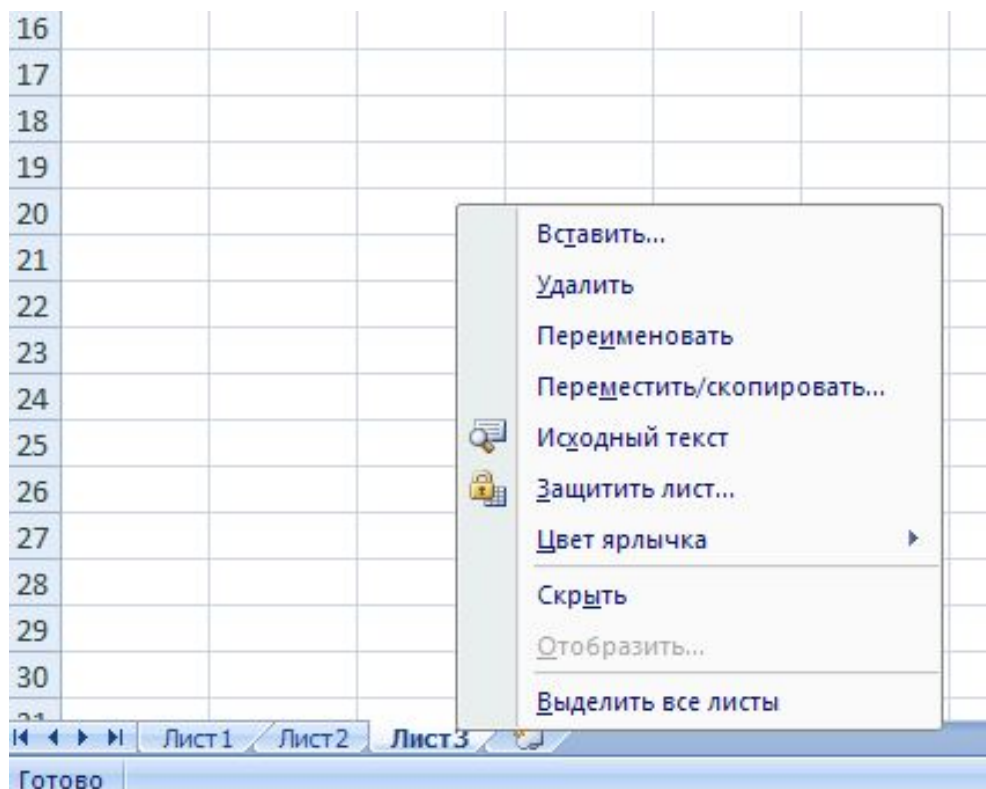 16
17
18
19
20
21
22
23
24
25
26
27
28
29
30
31
Вставить...
Удалить
Переименовать
Переместить/скопировать...
Исходный текст
Защитить лист...
Цвет ярлычка
Скрыть
Отобразить...
Выделить все листы
Лист1 Лист2 Лист3
Готово